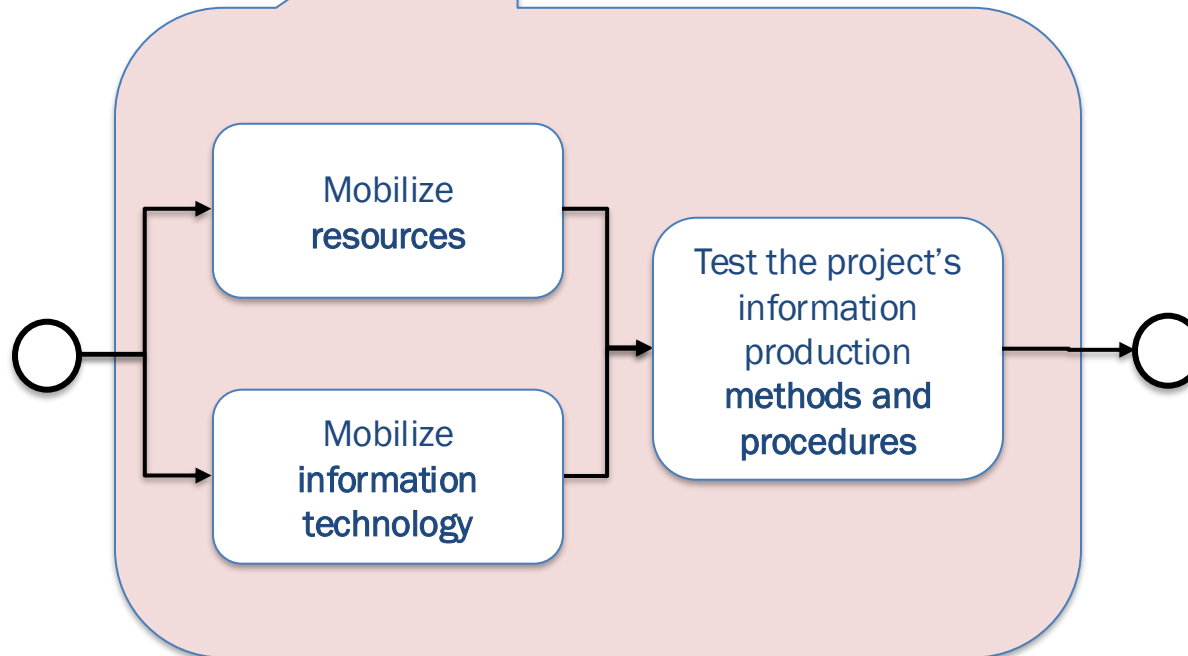 Mobilize
resources
Mobilize
information
technology
Test the project’s
information
production
methods and
procedures